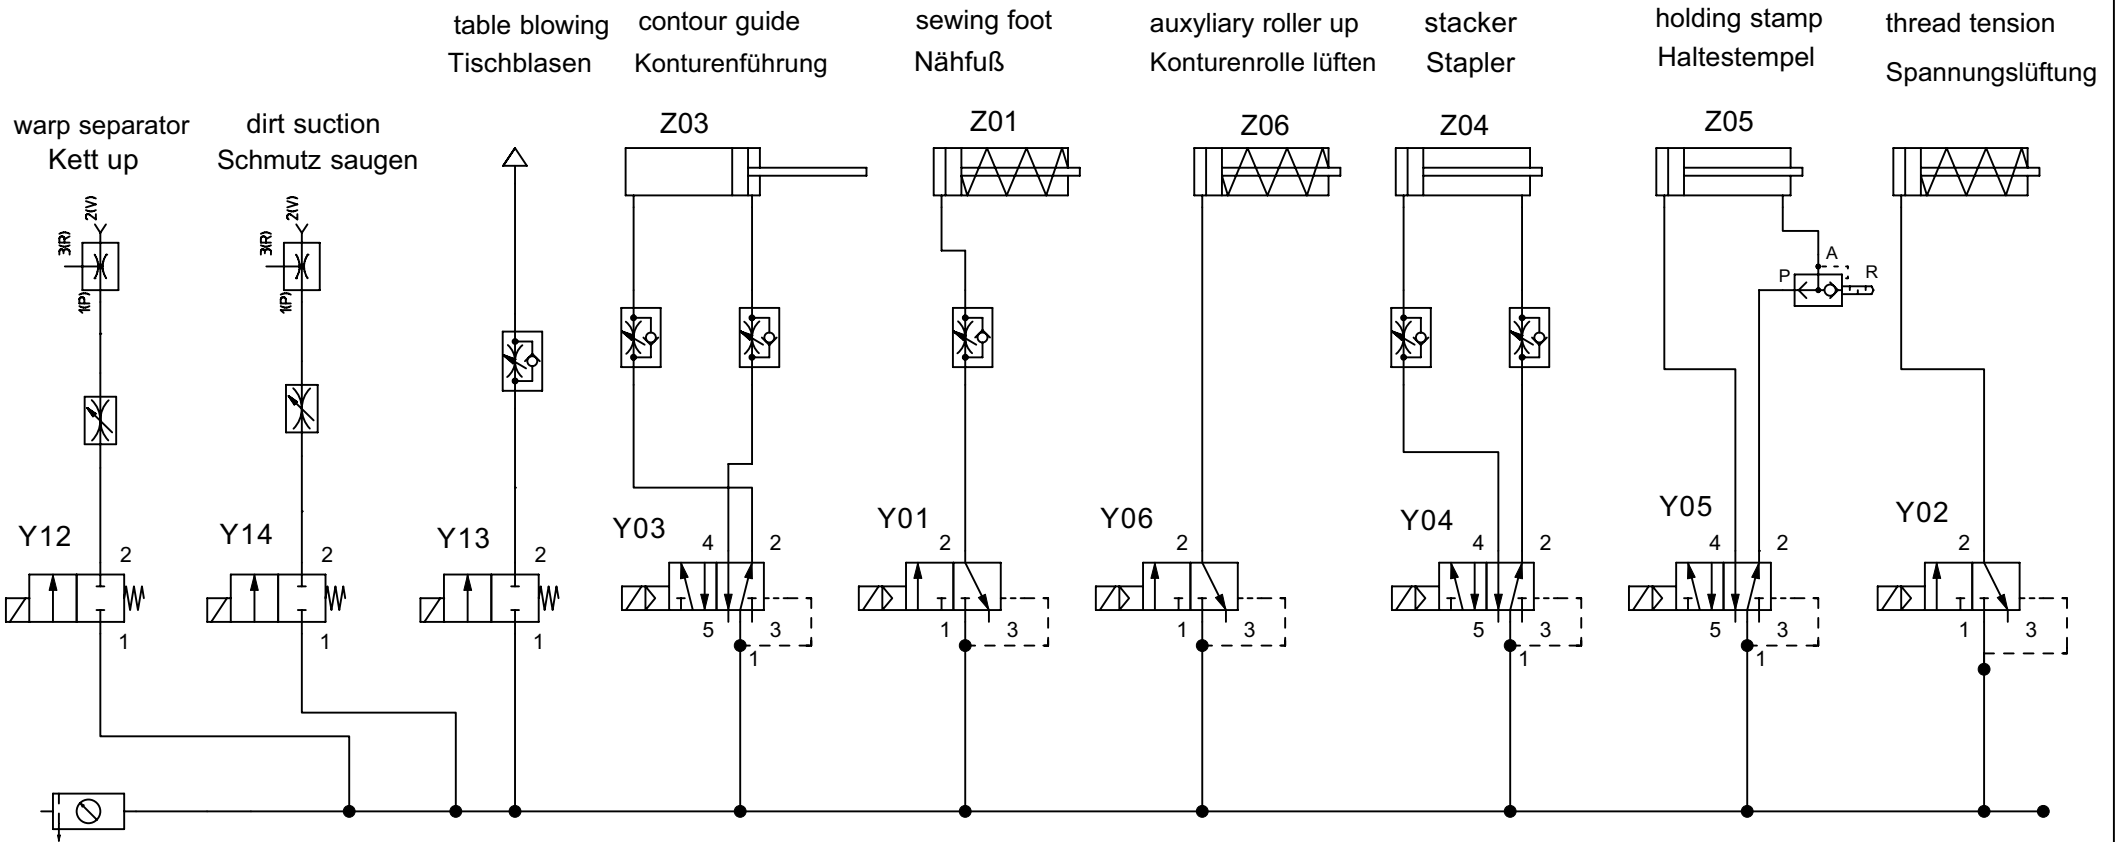 table blowing
Tischblasen
contour guide
Konturenführung
sewing foot
Nähfuß
auxyliary roller up
Konturenrolle lüften
stacker
Stapler
holding stamp
Haltestempel
thread tension
Spannungslüftung
warp separator
Kett up
dirt suction
Schmutz saugen
Z03
Z01
Z06
Z04
Z05
2(V)
3(R)
1(P)
2(V)
3(R)
1(P)
A
P
R
Y12
2
1
Y14
2
1
Y13
2
1
Y03
4
2
5
3
1
Y01
2
1
3
Y06
2
1
3
Y04
4
2
5
3
1
Y05
4
2
5
3
1
Y02
2
1
3